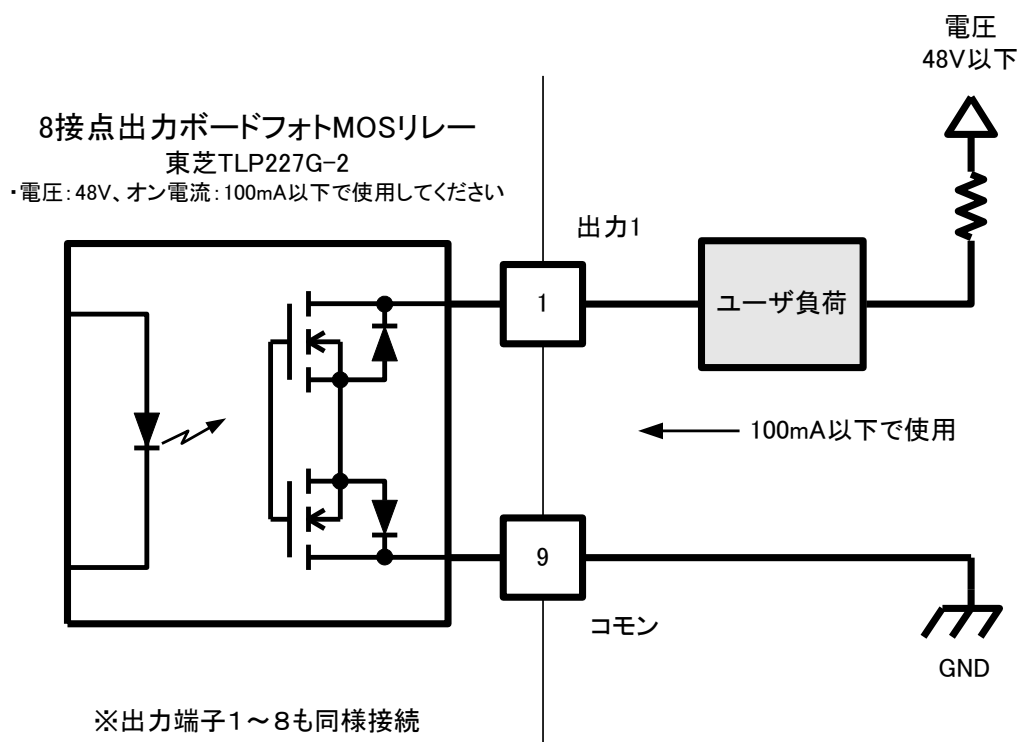 電圧
48V以下
8接点出力ボードフォトMOSリレー
東芝TLP227G-2
・電圧：48V、オン電流：100mA以下で使用してください
出力1
1
ユーザ負荷
100mA以下で使用
9
コモン
GND
※出力端子１～８も同様接続